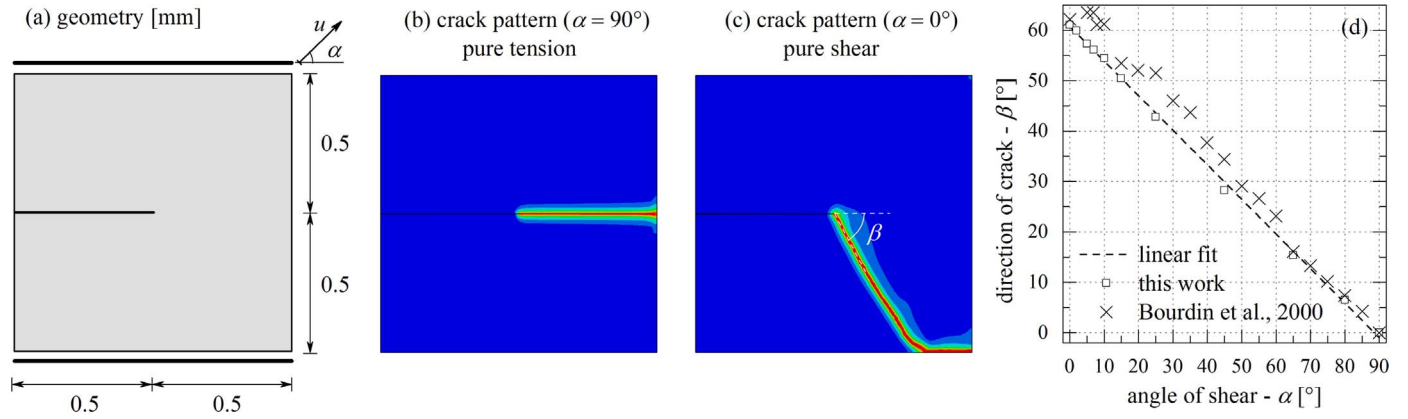 (a) geometry [mm]
u
α
0.5
0.5
0.5
0.5
(b) crack pattern (α = 90°)
pure tension
(c) crack pattern (α = 0°)
pure shear
β
(d)
direction of crack - β [°]
60
50
40
30
20
10
0
linear fit
this work
Bourdin et al., 2000
0 10 20 30 40 50 60 70 80 90
angle of shear - α [°]